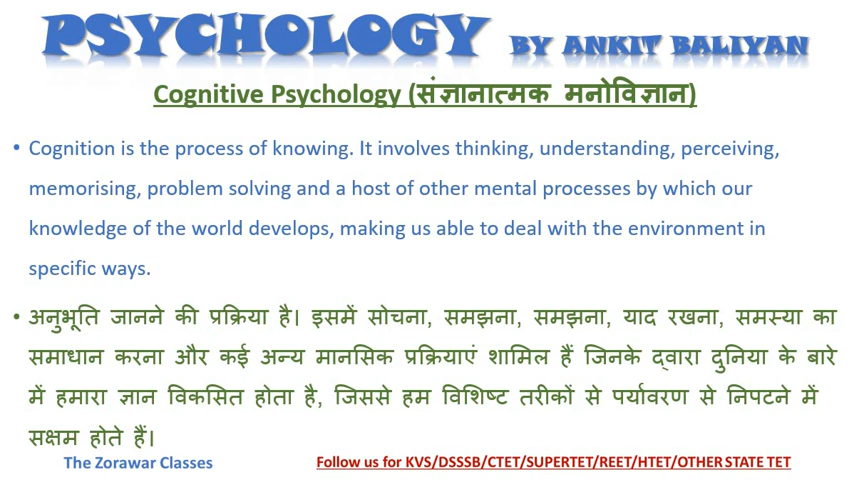 PSYCHOLOGY BY ANKIT BALIYAN
Cognitive Psychology (संज्ञानात्मक मनोविज्ञान)
• Cognition is the process of knowing. It involves thinking, understanding, perceiving,
memorising, problem solving and a host of other mental processes by which our
knowledge of the world develops, making us able to deal with the environment in
specific ways.
• अनुभूति जानने की प्रक्रिया है। इसमें सोचना, समझना, समझना, याद रखना, समस्या का
समाधान करना और कई अन्य मानसिक प्रक्रियाएं शामिल हैं जिनके द्वारा दुनिया के बारे
में हमारा ज्ञान विकसित होता है, जिससे हम विशिष्ट तरीकों से पर्यावरण से निपटने में
सक्षम होते हैं।
The Zorawar Classes Follow us for KVS/DSSSB/CTET/SUPERTET/REET/HTET/OTHER STATE TET